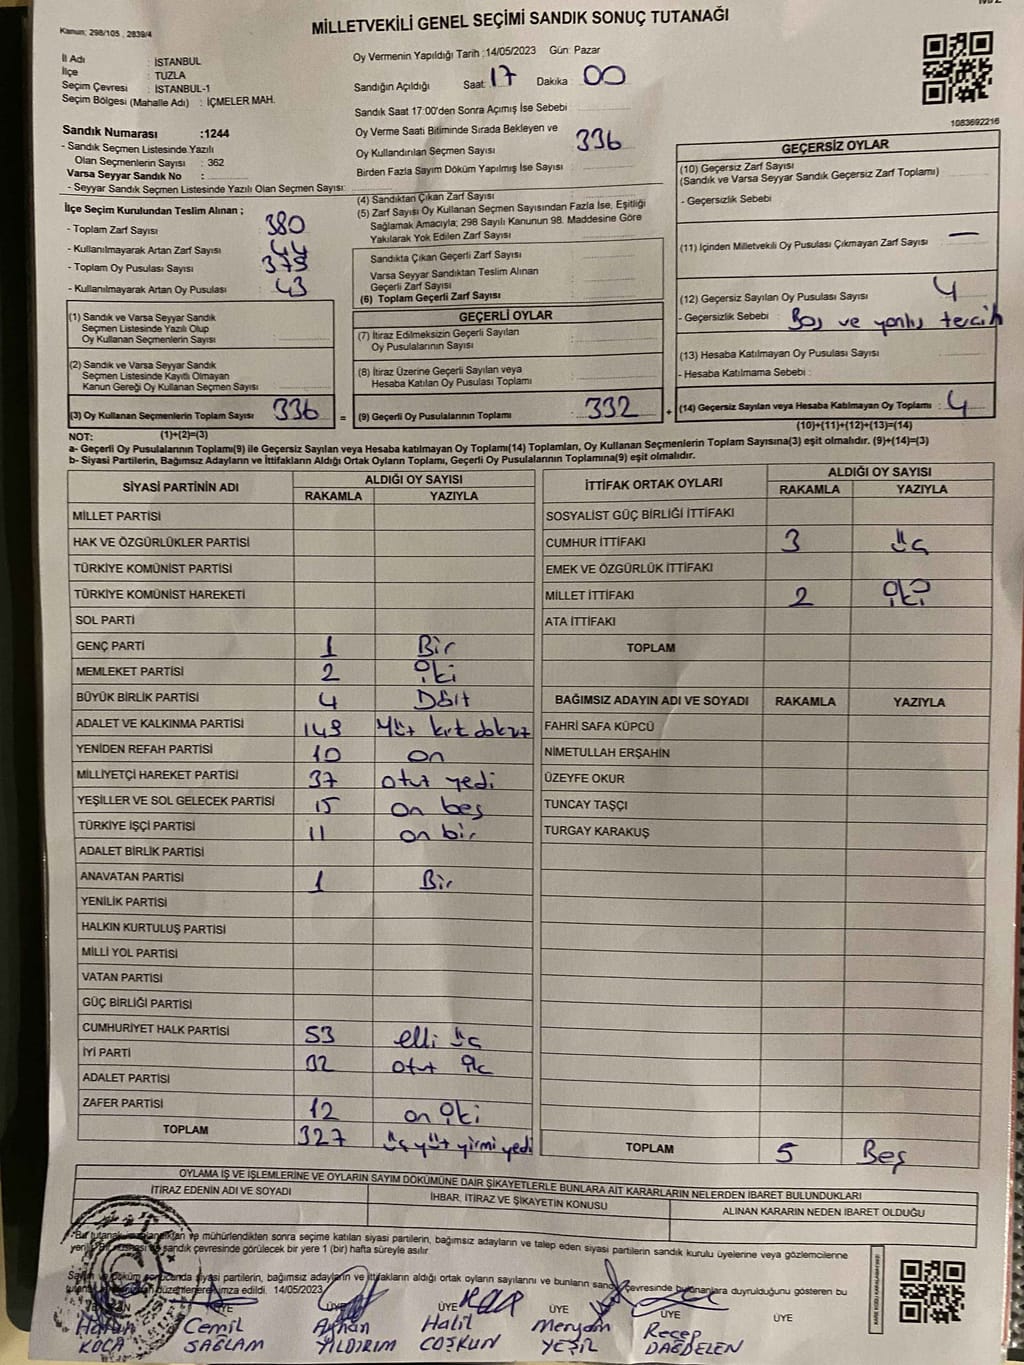 Kanun; 298/105 , 2839/4
MİLLETVEKİLİ GENEL SEÇİMİ SANDIK SONUÇ TUTANAĞI
İl Adı : İSTANBUL
İlçe : TUZLA
Seçim Çevresi : İSTANBUL-1
Seçim Bölgesi (Mahalle Adı) : İÇMELER MAH.
Sandık Numarası :1244
- Sandık Seçmen Listesinde Yazılı
Olan Seçmenlerin Sayısı : 362
Varsa Seyyar Sandık No :
- Seyyar Sandık Seçmen Listesinde Yazılı Olan Seçmen Sayısı:
Oy Vermenin Yapıldığı Tarih :14/05/2023 Gün: Pazar
Sandığın Açıldığı Saat: 17 Dakika : 00
Sandık Saat 17:00'den Sonra Açımış İse Sebebi :
Oy Verme Saati Bitiminde Sırada Bekleyen ve
Oy Kullandırılan Seçmen Sayısı : 336
Birden Fazla Sayım Döküm Yapılmış İse Sayısı :
1083692216
İlçe Seçim Kurulundan Teslim Alınan ;
- Toplam Zarf Sayısı : 380
- Kullanılmayarak Artan Zarf Sayısı : 44
- Toplam Oy Pusulası Sayısı : 375
- Kullanılmayarak Artan Oy Pusulası : 43
(4) Sandıktan Çıkan Zarf Sayısı :
(5) Zarf Sayısı Oy Kullanan Seçmen Sayısından Fazla İse, Eşitliği
Sağlamak Amacıyla; 298 Sayılı Kanunun 98. Maddesine Göre
Yakılarak Yok Edilen Zarf Sayısı :
Sandıkta Çıkan Geçerli Zarf Sayısı :
Varsa Seyyar Sandıktan Teslim Alınan
Geçerli Zarf Sayısı :
(6) Toplam Geçerli Zarf Sayısı :
GEÇERSİZ OYLAR
(10) Geçersiz Zarf Sayısı :
(Sandık ve Varsa Seyyar Sandık Geçersiz Zarf Toplamı)
- Geçersizlik Sebebi :
(11) İçinden Milletvekili Oy Pusulası Çıkmayan Zarf Sayısı : —
(12) Geçersiz Sayılan Oy Pusulası Sayısı : 4
- Geçersizlik Sebebi : Boş ve yanlış tercih
(13) Hesaba Katılmayan Oy Pusulası Sayısı :
- Hesaba Katılmama Sebebi :
(1) Sandık ve Varsa Seyyar Sandık
Seçmen Listesinde Yazılı Olup
Oy Kullanan Seçmenlerin Sayısı :
(2) Sandık ve Varsa Seyyar Sandık
Seçmen Listesinde Kayıtlı Olmayan
Kanun Gereği Oy Kullanan Seçmen Sayısı :
GEÇERLİ OYLAR
(7) İtiraz Edilmeksizin Geçerli Sayılan
Oy Pusulalarının Sayısı :
(8) İtiraz Üzerine Geçerli Sayılan veya
Hesaba Katılan Oy Pusulası Toplamı :
(3) Oy Kullanan Seçmenlerin Toplam Sayısı : 336 = (9) Geçerli Oy Pusulalarının Toplamı : 332 + (14) Geçersiz Sayılan veya Hesaba Katılmayan Oy Toplamı : 4
(1)+(2)=(3)
(10)+(11)+(12)+(13)=(14)
NOT:
a- Geçerli Oy Pusulalarının Toplamı(9) ile Geçersiz Sayılan veya Hesaba katılmayan Oy Toplamı(14) Toplamları, Oy Kullanan Seçmenlerin Toplam Sayısına(3) eşit olmalıdır. (9)+(14)=(3)
b- Siyasi Partilerin, Bağımsız Adayların ve İttifakların Aldığı Ortak Oyların Toplamı, Geçerli Oy Pusulalarının Toplamına(9) eşit olmalıdır.
SİYASİ PARTİNİN ADI ALDIĞI OY SAYISI
RAKAMLA YAZIYLA
MİLLET PARTİSİ
HAK VE ÖZGÜRLÜKLER PARTİSİ
TÜRKİYE KOMÜNİST PARTİSİ
TÜRKİYE KOMÜNİST HAREKETİ
SOL PARTİ
GENÇ PARTİ 1 Bir
MEMLEKET PARTİSİ 2 iki
BÜYÜK BİRLİK PARTİSİ 4 Dört
ADALET VE KALKINMA PARTİSİ 149 Yüz kırk dokuz
YENİDEN REFAH PARTİSİ 10 on
MİLLİYETÇİ HAREKET PARTİSİ 37 otuz yedi
YEŞİLLER VE SOL GELECEK PARTİSİ 15 on beş
TÜRKİYE İŞÇİ PARTİSİ 11 on bir
ADALET BİRLİK PARTİSİ
ANAVATAN PARTİSİ 1 Bir
YENİLİK PARTİSİ
HALKIN KURTULUŞ PARTİSİ
MİLLİ YOL PARTİSİ
VATAN PARTİSİ
GÜÇ BİRLİĞİ PARTİSİ
CUMHURİYET HALK PARTİSİ 53 elli üç
İYİ PARTİ 32 otuz
ADALET PARTİSİ
ZAFER PARTİSİ 12 on iki
TOPLAM 327 üç yüz yirmi yedi
İTTİFAK ORTAK OYLARI ALDIĞI OY SAYISI
RAKAMLA YAZIYLA
SOSYALİST GÜÇ BİRLİĞİ İTTİFAKI
CUMHUR İTTİFAKI 3 üç
EMEK VE ÖZGÜRLÜK İTTİFAKI
MİLLET İTTİFAKI 2 iki
ATA İTTİFAKI
TOPLAM
BAĞIMSIZ ADAYIN ADI VE SOYADI RAKAMLA YAZIYLA
FAHRİ SAFA KÜPCÜ
NİMETULLAH ERŞAHİN
ÜZEYFE OKUR
TUNCAY TAŞÇI
TURGAY KARAKUŞ
TOPLAM 5 Beş
OYLAMA İŞ VE İŞLEMLERİNE VE OYLARIN SAYIM DÖKÜMÜNE DAİR ŞİKAYETLERLE BUNLARA AİT KARARLARIN NELERDEN İBARET BULUNDUKLARI
İTİRAZ EDENİN ADI VE SOYADI İHBAR, İTİRAZ VE ŞİKAYETİN KONUSU ALINAN KARARIN NEDEN İBARET OLDUĞU
ve mühürlendikten sonra seçime katılan siyasi partilerin, bağımsız adayların ve talep eden siyasi partilerin sandık kurulu üyelerine veya gözlemcilerine
sandık çevresinde görülecek bir yere 1 (bir) hafta süreyle asılır.
siyasi partilerin, bağımsız adayların ve ittifakların aldığı ortak oyların sayılarını ve bunların sandık çevresinde bulunanlara duyrulduğunu gösteren bu
imza edildi. 14/05/2023
ÜYE ÜYE ÜYE ÜYE ÜYE ÜYE
Hatun Cemil Ayhan Halil Meryem Recep
KOCA SAĞLAM YILDIRIM COŞKUN YEŞİL DAĞDELEN